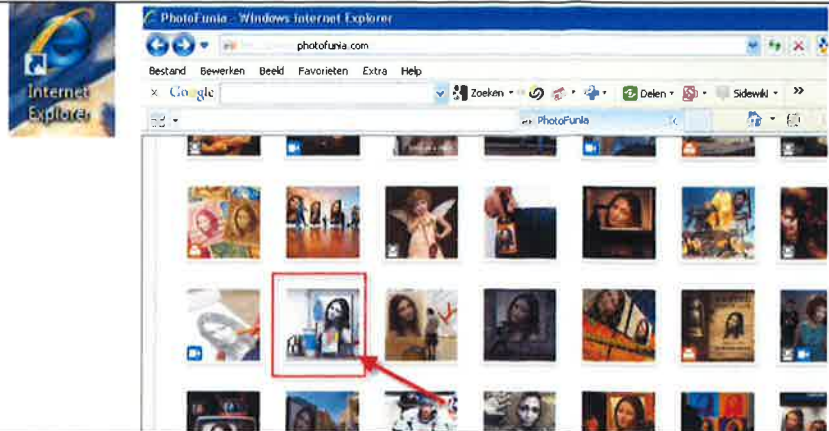 Internet
Explorer
PhotoFunia - Windows Internet Explorer
photofunia.com
Bestand Bewerken Beeld Favorieten Extra Help
× Google Zoeken Delen Sidewiki »
PhotoFunia